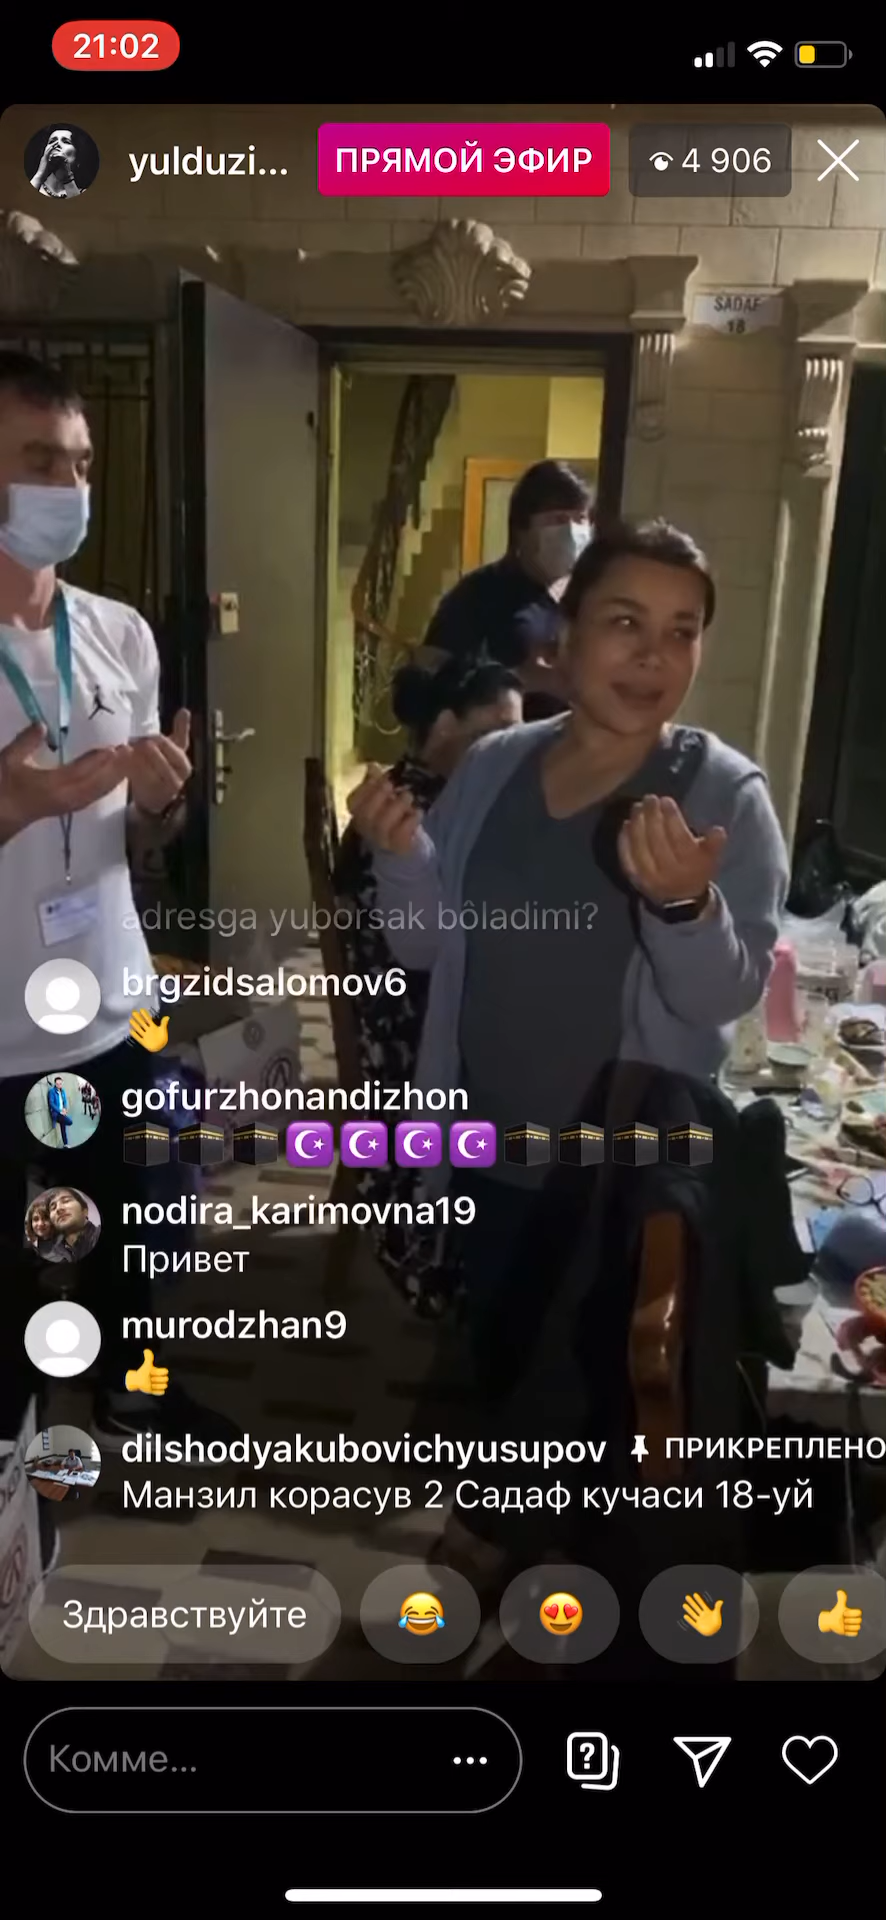 21:02
yulduzi...
ПРЯМОЙ ЭФИР
4 906
SADAF
18
adresga yuborsak bôladimi?
brgzidsalomov6
👋
gofurzhonandizhon
🕋🕋🕋☪️☪️☪️☪️🕋🕋🕋🕋
nodira_karimovna19
Привет
murodzhan9
👍
dilshodyakubovichyusupov ПРИКРЕПЛЕНО
Манзил корасув 2 Садаф кучаси 18-уй
Здравствуйте 😂 😍 👋 👍
Комме...